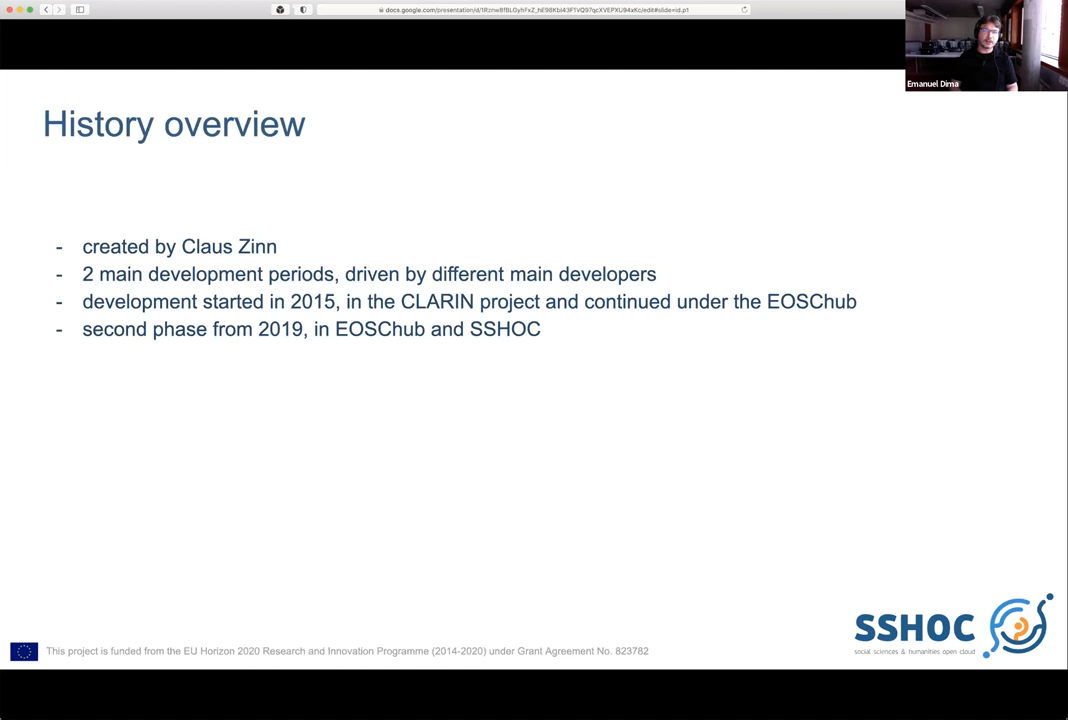 Emanuel Dima
History overview
- created by Claus Zinn
- 2 main development periods, driven by different main developers
- development started in 2015, in the CLARIN project and continued under the EOSChub
- second phase from 2019, in EOSChub and SSHOC
SSHOC
social sciences & humanities open cloud
This project is funded from the EU Horizon 2020 Research and Innovation Programme (2014-2020) under Grant Agreement No. 823782